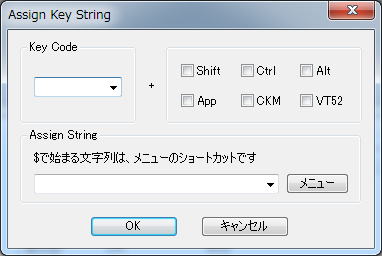 Assign Key String
Key Code
+
Shift Ctrl Alt
App CKM VT52
Assign String
$で始まる文字列は、メニューのショートカットです
メニュー
OK キャンセル